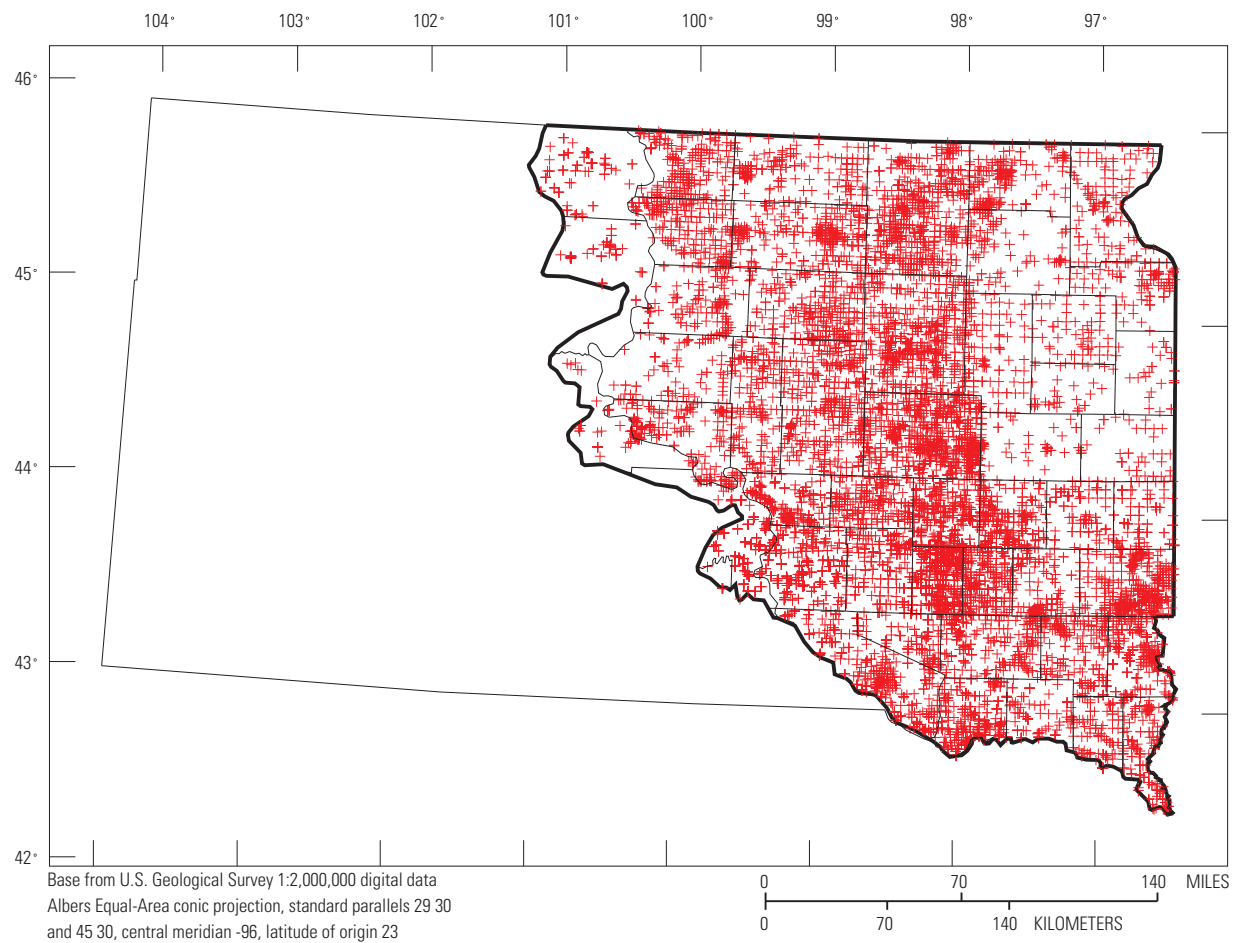 104° 103° 102° 101° 100° 99° 98° 97°
46°
45°
44°
43°
42°
Base from U.S. Geological Survey 1:2,000,000 digital data
Albers Equal-Area conic projection, standard parallels 29 30
and 45 30, central meridian -96, latitude of origin 23
0 70 140 MILES
0 70 140 KILOMETERS